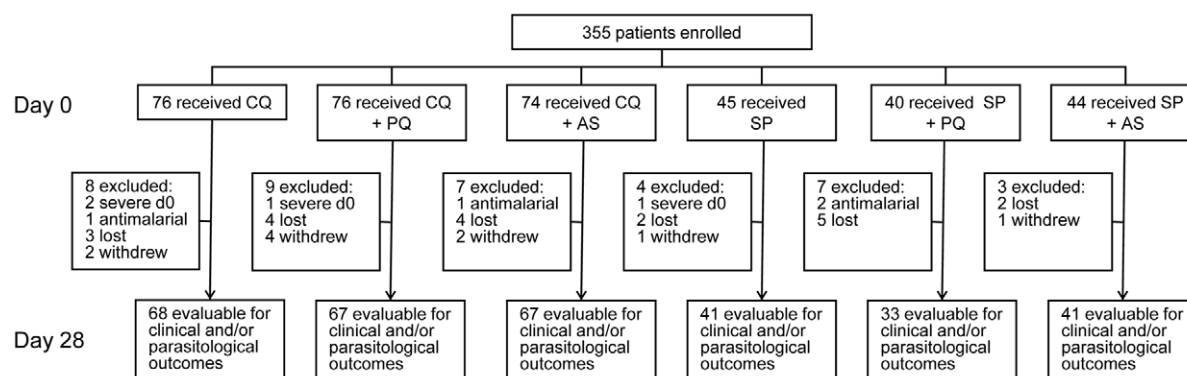 355 patients enrolled
Day 0
76 received CQ
76 received CQ
+ PQ
74 received CQ
+ AS
45 received
SP
40 received SP
+ PQ
44 received SP
+ AS
8 excluded:
2 severe d0
1 antimalarial
3 lost
2 withdrew
9 excluded:
1 severe d0
4 lost
4 withdrew
7 excluded:
1 antimalarial
4 lost
2 withdrew
4 excluded:
1 severe d0
2 lost
1 withdrew
7 excluded:
2 antimalarial
5 lost
3 excluded:
2 lost
1 withdrew
Day 28
68 evaluable for
clinical and/or
parasitological
outcomes
67 evaluable for
clinical and/or
parasitological
outcomes
67 evaluable for
clinical and/or
parasitological
outcomes
41 evaluable for
clinical and/or
parasitological
outcomes
33 evaluable for
clinical and/or
parasitological
outcomes
41 evaluable for
clinical and/or
parasitological
outcomes